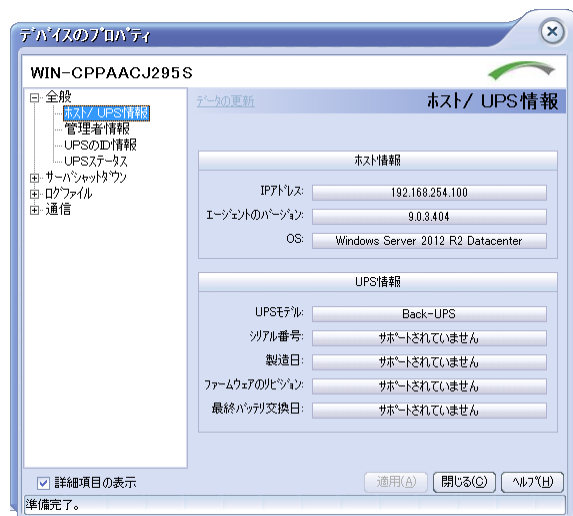 デバイスのプロパティ
WIN-CPPAACJ295S
全般
ホスト/ UPS情報
管理者情報
UPSのID情報
UPSステータス
サーバシャットダウン
ログファイル
通信
データの更新
ホスト/ UPS情報
ホスト情報
IPアドレス: 192.168.254.100
エージェントのバージョン: 9.0.3.404
OS: Windows Server 2012 R2 Datacenter
UPS情報
UPSモデル: Back-UPS
シリアル番号: サポートされていません
製造日: サポートされていません
ファームウェアのリビジョン: サポートされていません
最終バッテリ交換日: サポートされていません
詳細項目の表示
適用(A) 閉じる(C) ヘルプ(H)
準備完了。